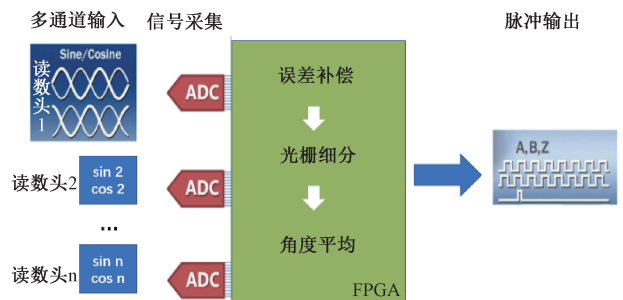 多通道输入
信号采集
脉冲输出
Sine/Cosine
读数头1
ADC
误差补偿
光栅细分
A,B,Z
读数头2
sin 2
cos 2
ADC
...
角度平均
读数头n
sin n
cos n
ADC
FPGA